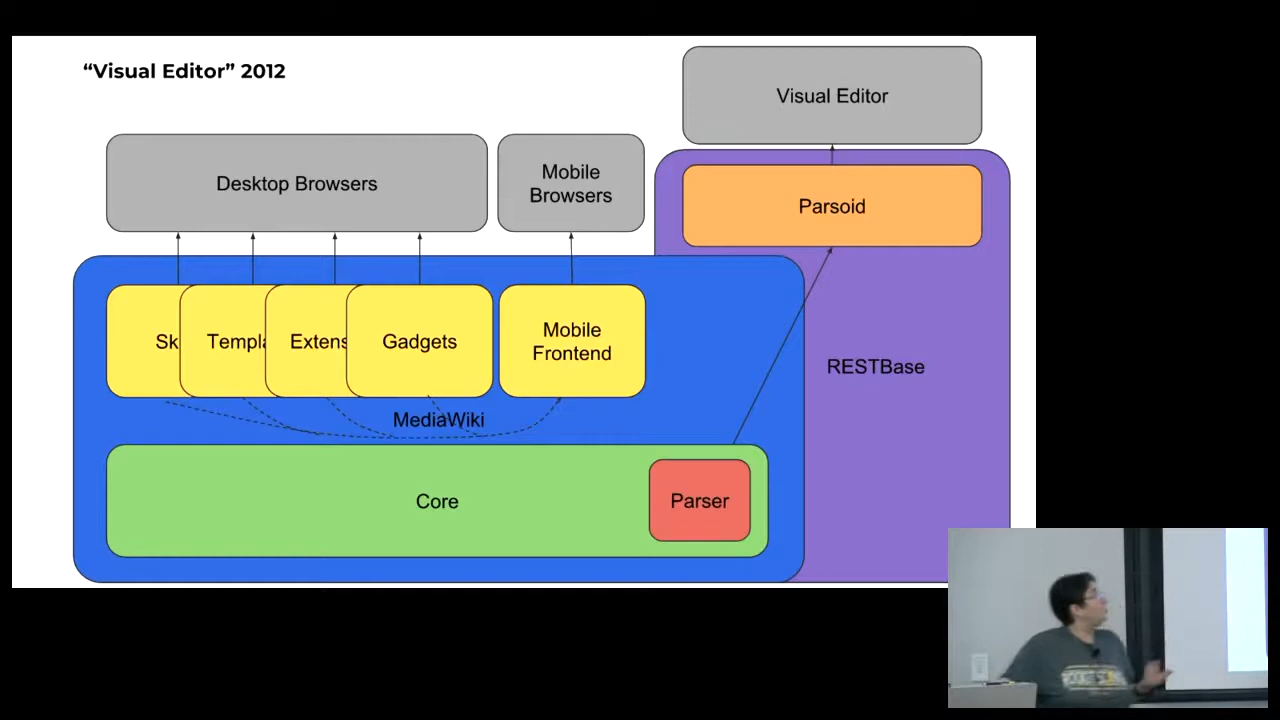 “Visual Editor” 2012
Visual Editor
Desktop Browsers
Mobile
Browsers
Parsoid
Sk
Templa
Extens
Gadgets
Mobile
Frontend
RESTBase
MediaWiki
Core
Parser